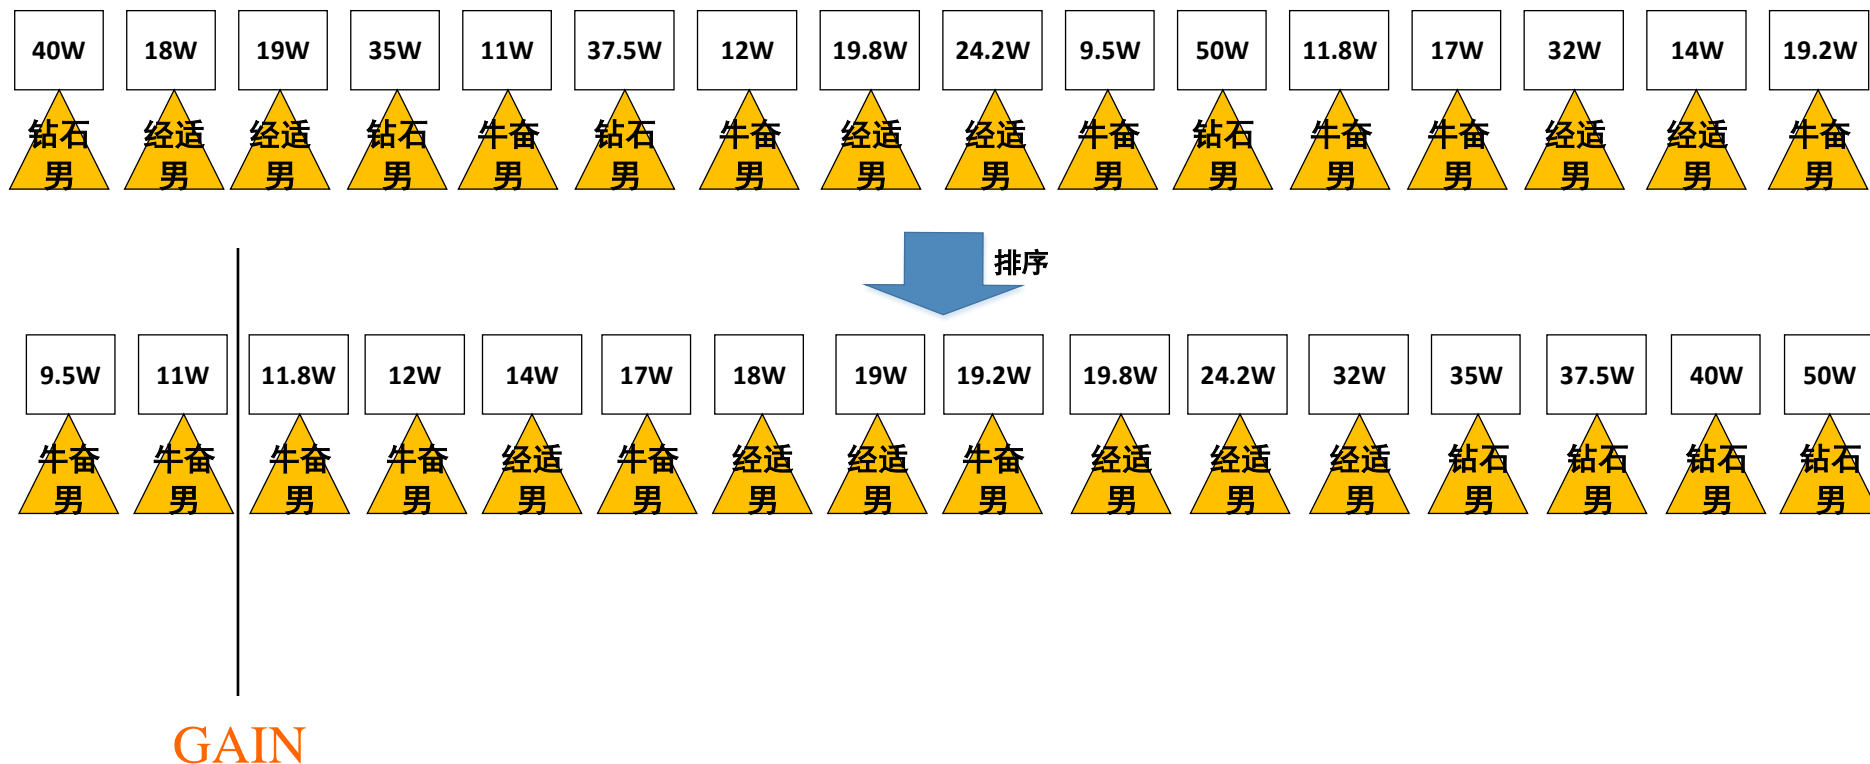 40W 18W 19W 35W 11W 37.5W 12W 19.8W 24.2W 9.5W 50W 11.8W 17W 32W 14W 19.2W
钻石 经适 经适 钻石 牛奋 钻石 牛奋 经适 经适 牛奋 钻石 牛奋 牛奋 经适 经适 牛奋
男 男 男 男 男 男 男 男 男 男 男 男 男 男 男 男
排序
9.5W 11W 11.8W 12W 14W 17W 18W 19W 19.2W 19.8W 24.2W 32W 35W 37.5W 40W 50W
牛奋 牛奋 牛奋 牛奋 经适 牛奋 经适 经适 牛奋 经适 经适 经适 钻石 钻石 钻石 钻石
男 男 男 男 男 男 男 男 男 男 男 男 男 男 男 男
GAIN